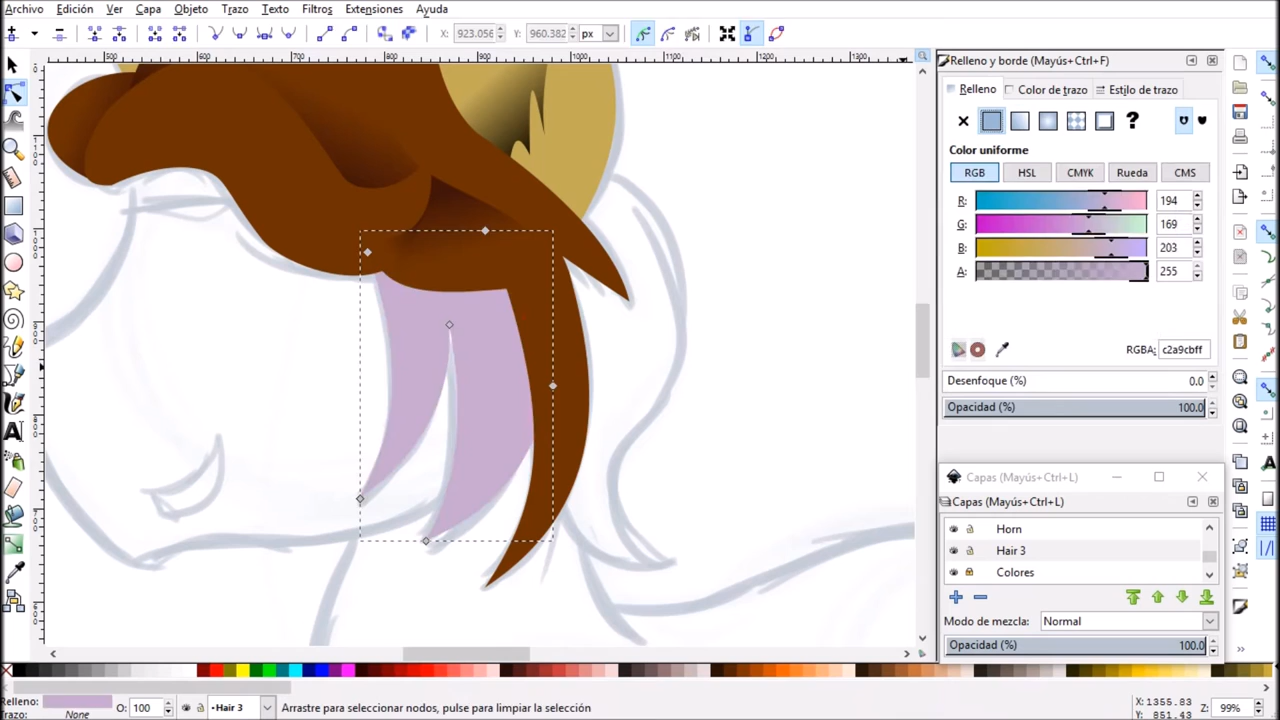 Archivo Edición Ver Capa Objeto Trazo Texto Filtros Extensiones Ayuda
X: 923.056 Y: 960.382 px
Relleno y borde (Mayús+Ctrl+F)
Relleno Color de trazo Estilo de trazo
Color uniforme
RGB HSL CMYK Rueda CMS
R: 194
G: 169
B: 203
A: 255
RGBA: c2a9cbff
Desenfoque (%) 0.0
Opacidad (%) 100.0
Capas (Mayús+Ctrl+L)
Capas (Mayús+Ctrl+L)
Horn
Hair 3
Colores
Modo de mezcla: Normal
Opacidad (%) 100.0
Relleno: O: 100 •Hair 3 Arrastre para seleccionar nodos, pulse para limpiar la selección X: 1355.83 Z: 99%
Trazo: None Y: 851.43